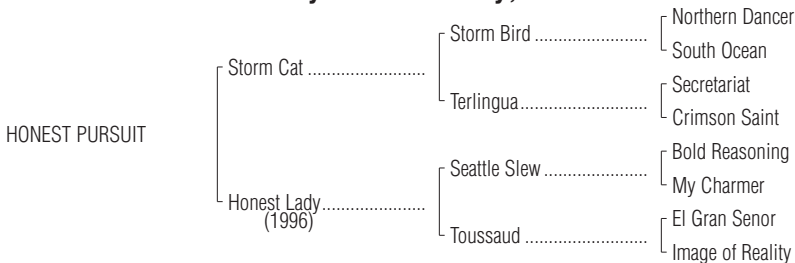 Northern Dancer
Storm Bird
South Ocean
Storm Cat
Secretariat
Terlingua
Crimson Saint
HONEST PURSUIT
Bold Reasoning
Seattle Slew
My Charmer
Honest Lady
(1996)
El Gran Senor
Toussaud
Image of Reality